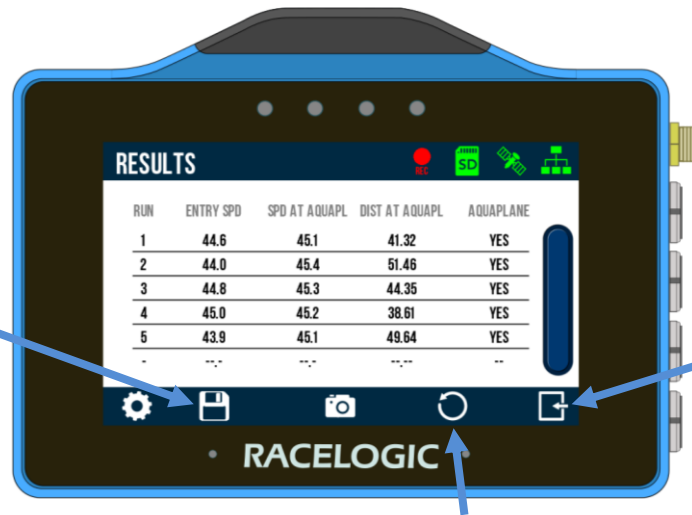 RESULTS REC SD
RUN ENTRY SPD SPD AT AQUAPL DIST AT AQUAPL AQUAPLANE
1 44.6 45.1 41.32 YES
2 44.0 45.4 51.46 YES
3 44.8 45.3 44.35 YES
4 45.0 45.2 38.61 YES
5 43.9 45.1 49.64 YES
- --.- --.- --.-- --
RACELOGIC